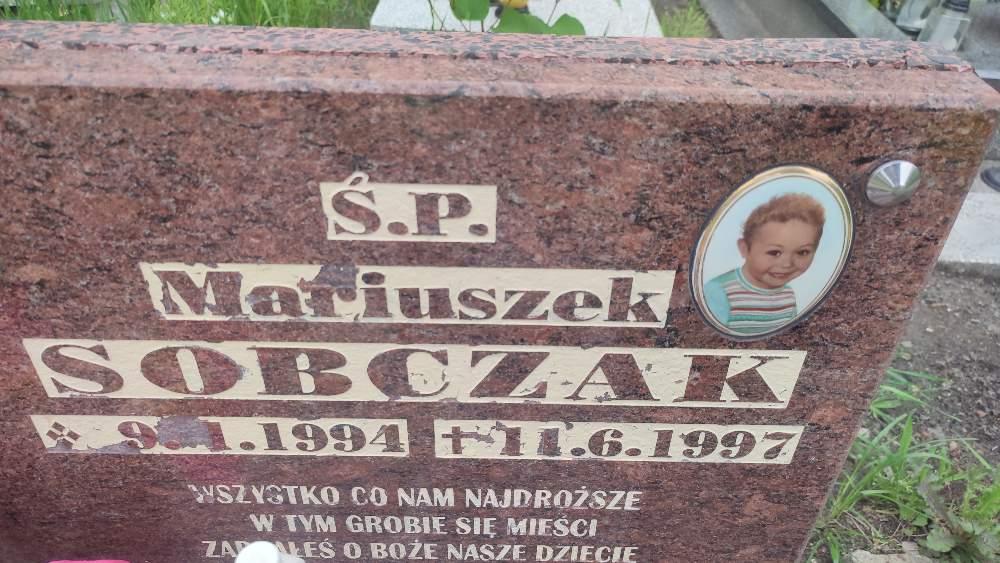 Ś.P.
Mariuszek
SOBCZAK
9.1.1994 † 11.6.1997
WSZYSTKO CO NAM NAJDROŻSZE
W TYM GROBIE SIĘ MIEŚCI
ZABRAŁEŚ O BOŻE NASZE DZIECIĘ